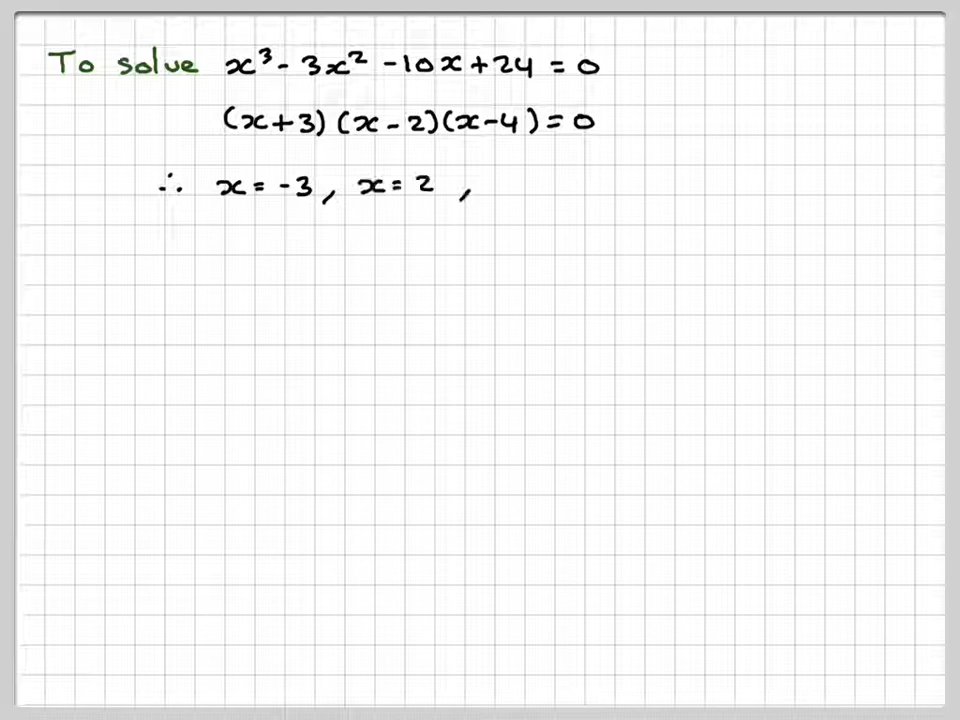 To solve x³ - 3x² - 10x + 24 = 0
(x+3)(x-2)(x-4) = 0
∴ x = -3, x = 2,